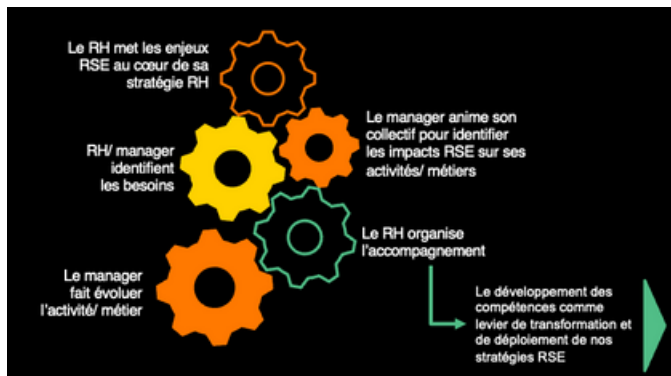 Le RH met les enjeux
RSE au cœur de sa
stratégie RH
Le manager anime son
collectif pour identifier
les impacts RSE sur ses
activités/ métiers
RH/ manager
identifient
les besoins
Le RH organise
l'accompagnement
Le manager
fait évoluer
l'activité/ métier
Le développement des
compétences comme
levier de transformation et
de déploiement de nos
stratégies RSE